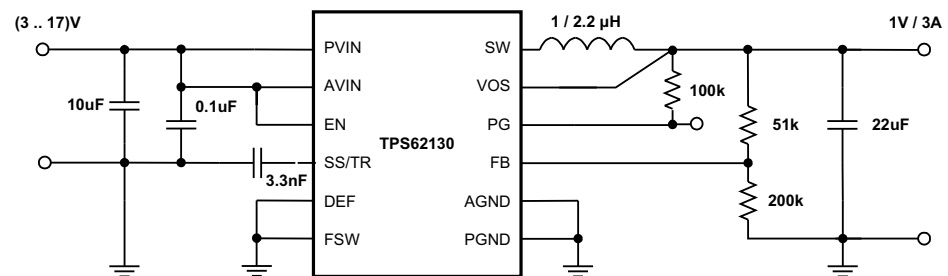 (3 .. 17)V
1 / 2.2 µH
1V / 3A
PVIN
SW
AVIN
VOS
10uF
0.1uF
100k
EN
PG
51k
22uF
TPS62130
SS/TR
FB
3.3nF
DEF
AGND
200k
FSW
PGND